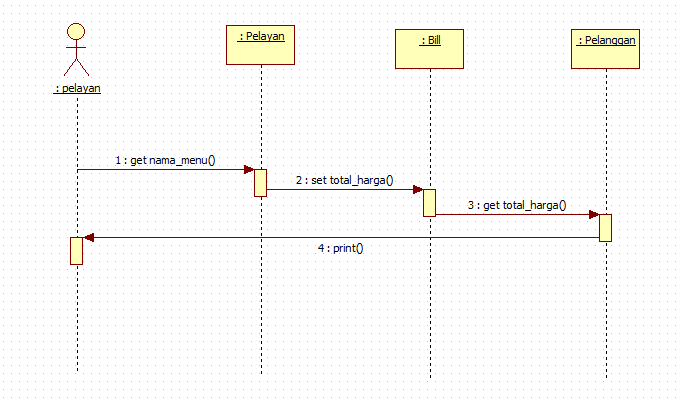 : Pelayan
: Bill
: Pelanggan
: pelayan
1 : get nama_menu()
2 : set total_harga()
3 : get total_harga()
4 : print()